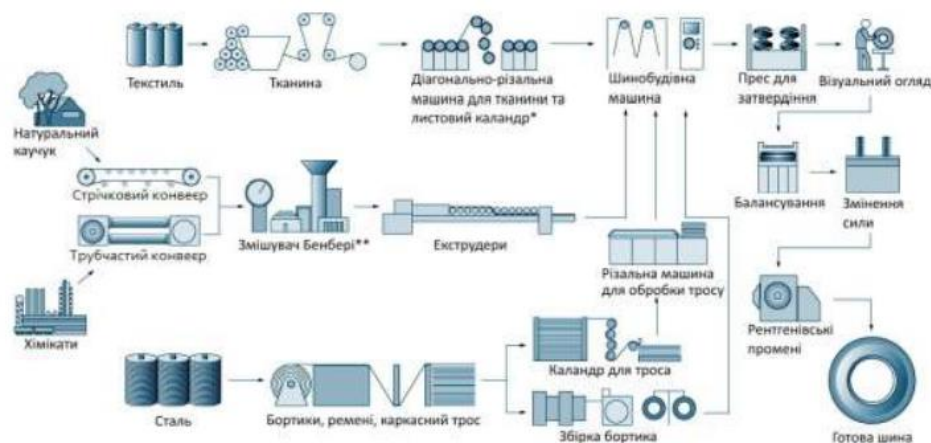 Текстиль
Тканина
Діагонально-різальна
машина для тканини та
листовий каландр*
Шинобудівна
машина
Прес для
затвердіння
Візуальний огляд
Натуральний
каучук
Стрічковий конвеєр
Трубчастий конвеєр
Змішувач Бенбері**
Екструдери
Балансування
Змінення
сили
Різальна машина
для обробки тросу
Хімікати
Рентгенівські
промені
Каландр для троса
Сталь
Бортики, ремені, каркасний трос
Збірка бортика
Готова шина